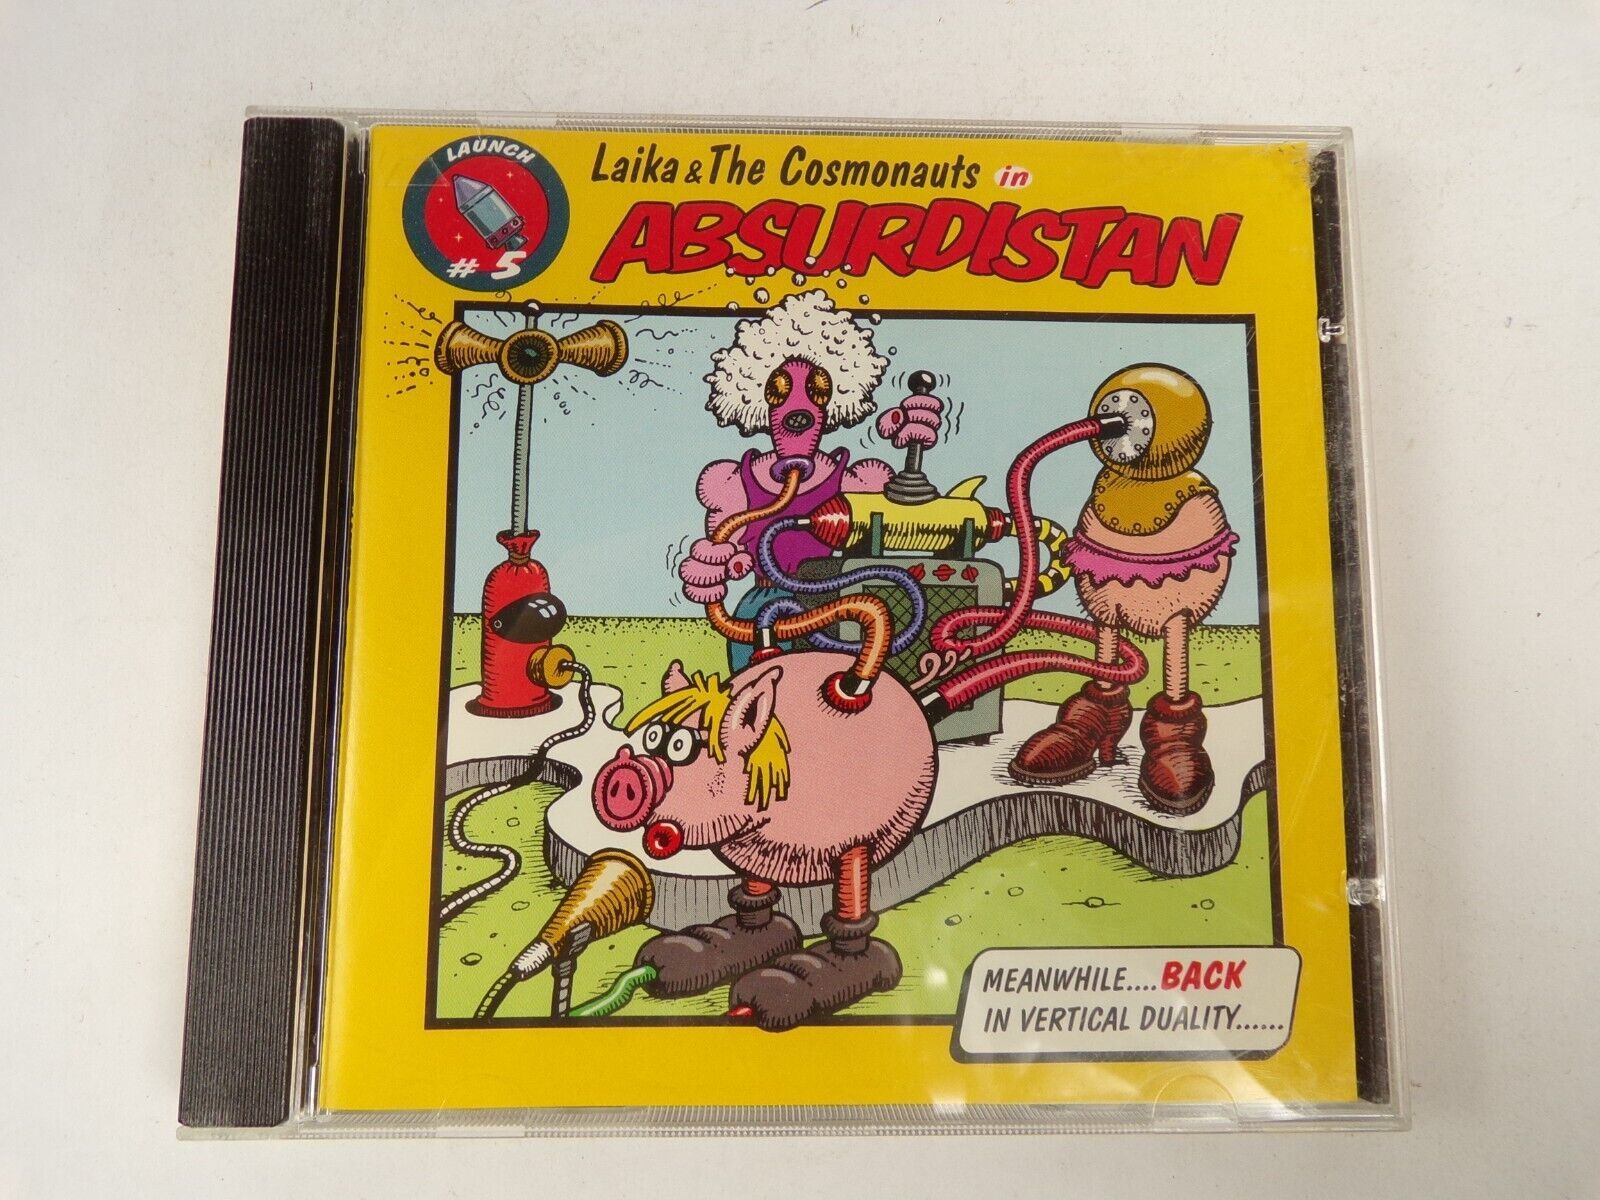 LAUNCH
# 5
Laika & The Cosmonauts in
ABSURDISTAN
MEANWHILE....BACK
IN VERTICAL DUALITY......